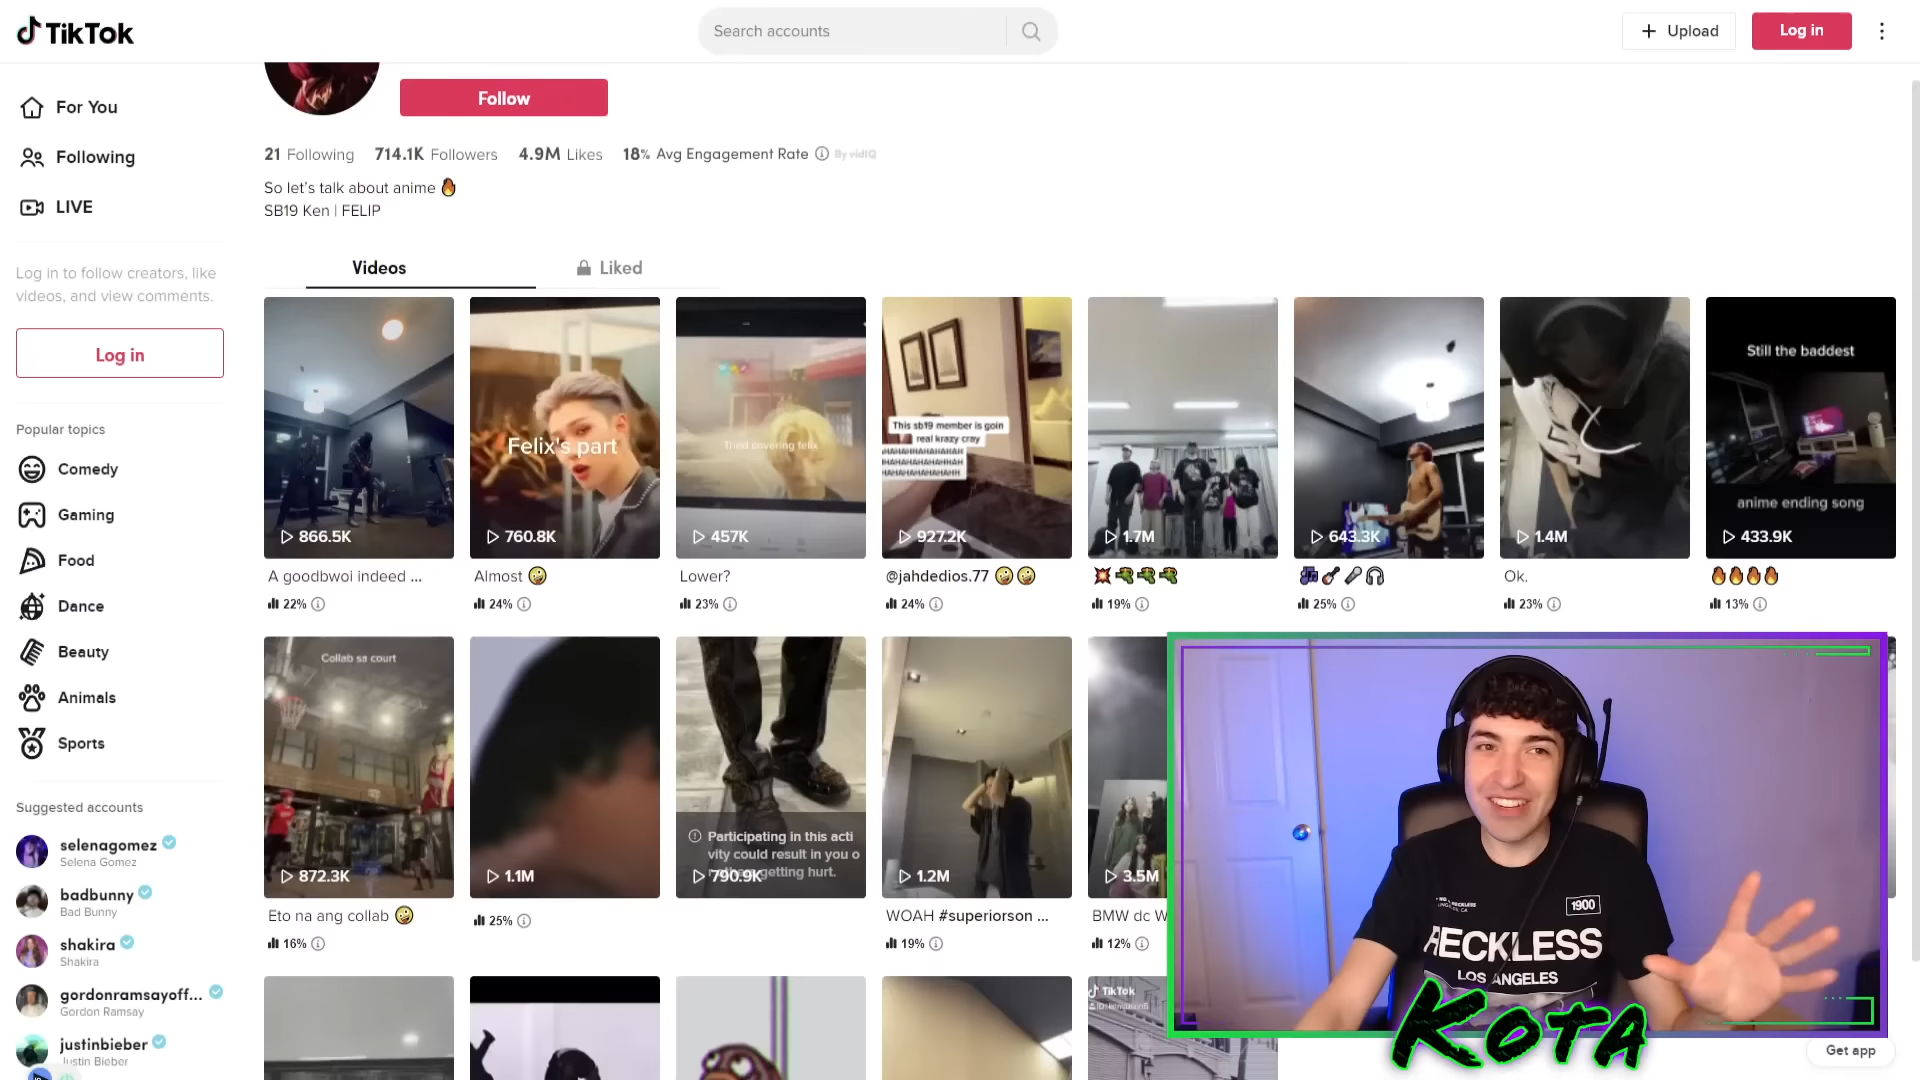 TikTok
Search accounts
Upload
Log in
For You
Following
LIVE
Log in to follow creators, like
videos, and view comments.
Log in
Popular topics
Comedy
Gaming
Food
Dance
Beauty
Animals
Sports
Suggested accounts
selenagomez
Selena Gomez
badbunny
Bad Bunny
shakira
Shakira
gordonramsayoff...
Gordon Ramsay
justinbieber
Justin Bieber
Follow
21 Following 714.1K Followers 4.9M Likes 18% Avg Engagement Rate By vidIQ
So let's talk about anime 🔥
SB19 Ken | FELIP
Videos Liked
866.5K
A goodbwoi indeed ...
22%
Felix's part
760.8K
Almost 🤪
24%
Tried covering felix
457K
Lower?
23%
This sb19 member is goin
real krazy cray
927.2K
@jahdedios.77 🤪🤪
24%
1.7M
19%
643.3K
25%
1.4M
Ok.
23%
Still the baddest
anime ending song
433.9K
🔥🔥🔥🔥
13%
Collab sa court
872.3K
Eto na ang collab 🤪
16%
1.1M
25%
Participating in this acti
vity could result in you o
getting hurt.
790.9K
1.2M
WOAH #superiorson ...
19%
3.5M
BMW dc W
12%
TikTok
1900
RECKLESS
LOS ANGELES
KOTA
Get app